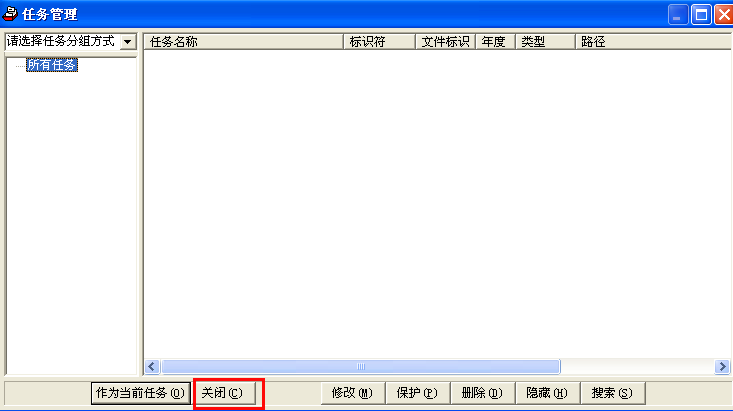 任务管理
请选择任务分组方式
任务名称 标识符 文件标识 年度 类型 路径
所有任务
作为当前任务(O) 关闭(C) 修改(M) 保护(P) 删除(D) 隐藏(H) 搜索(S)